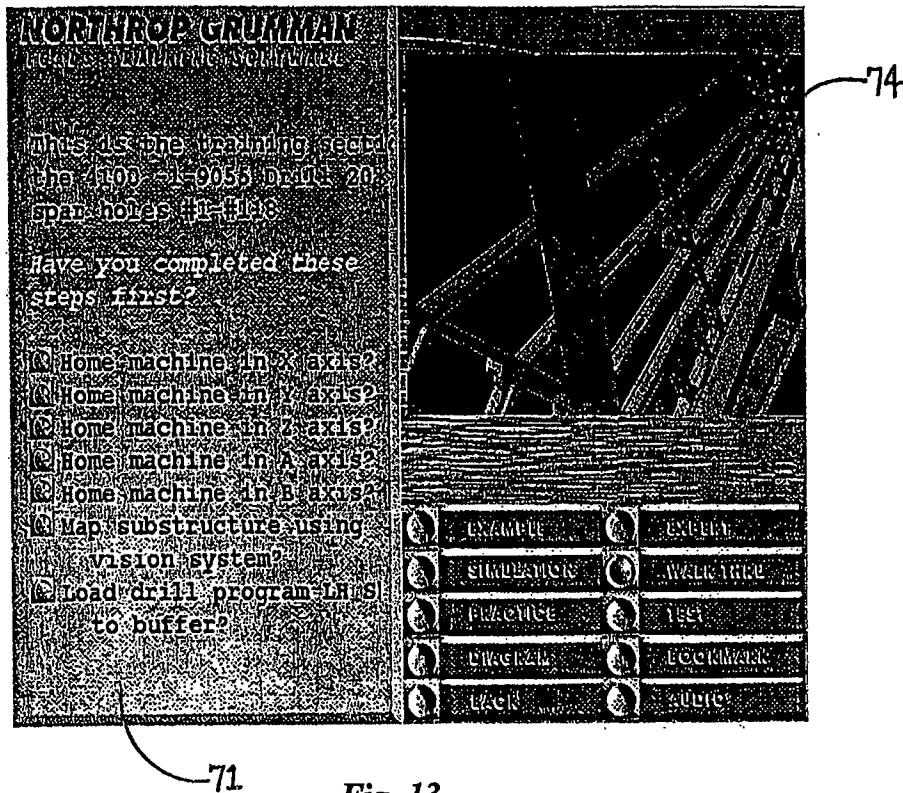 NORTHROP GRUMMAN
TRAINING SOFTWARE
This is the training secti
the 4100 -1-9056 Drill 20
spar holes #1-#118
Have you completed these
steps first?
Home machine in X axis?
Home machine in Y axis?
Home machine in Z axis?
Home machine in A axis?
Home machine in B axis?
Map substructure using
vision system?
Load drill program LH S
to buffer?
EXAMPLE
EXPERT
SIMULATION
WALK THRU
PRACTICE
TEST
DIAGRAM
BOOKMARK
BACK
AUDIO
74
71
Fig. 13